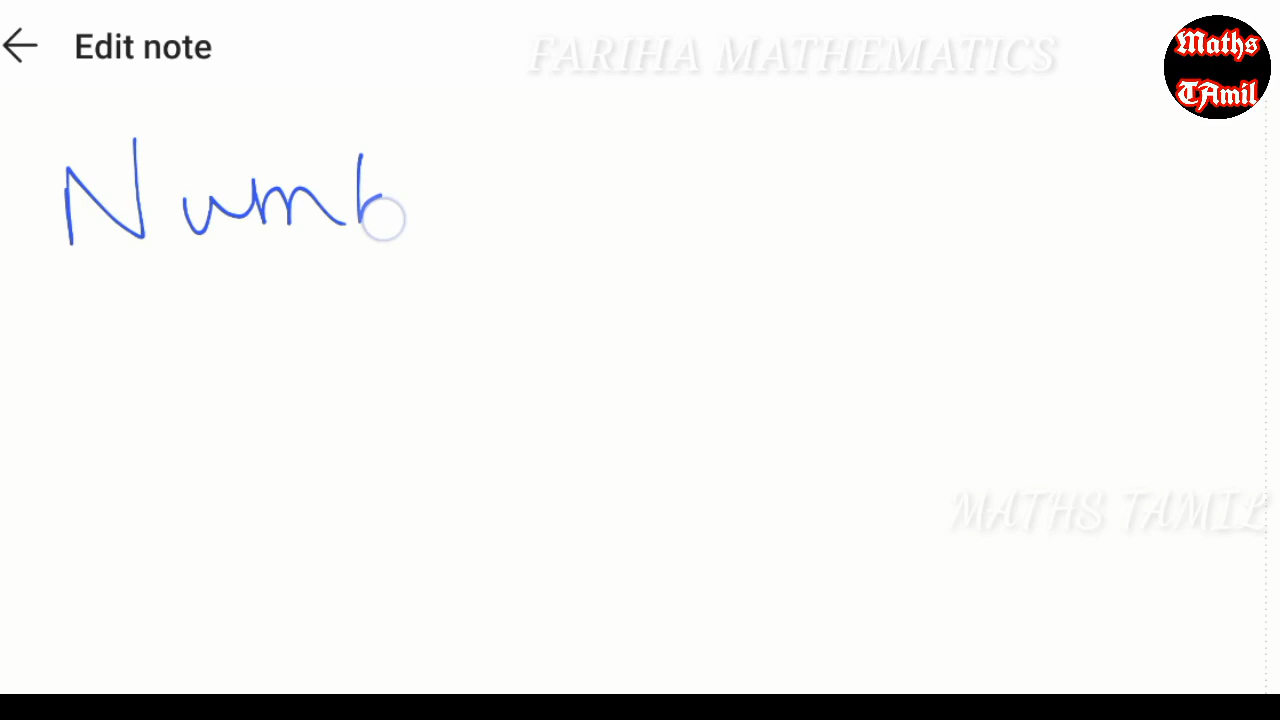 Edit note
FARIHA MATHEMATICS
Maths
TAmil
Numb
MATHS TAMIL